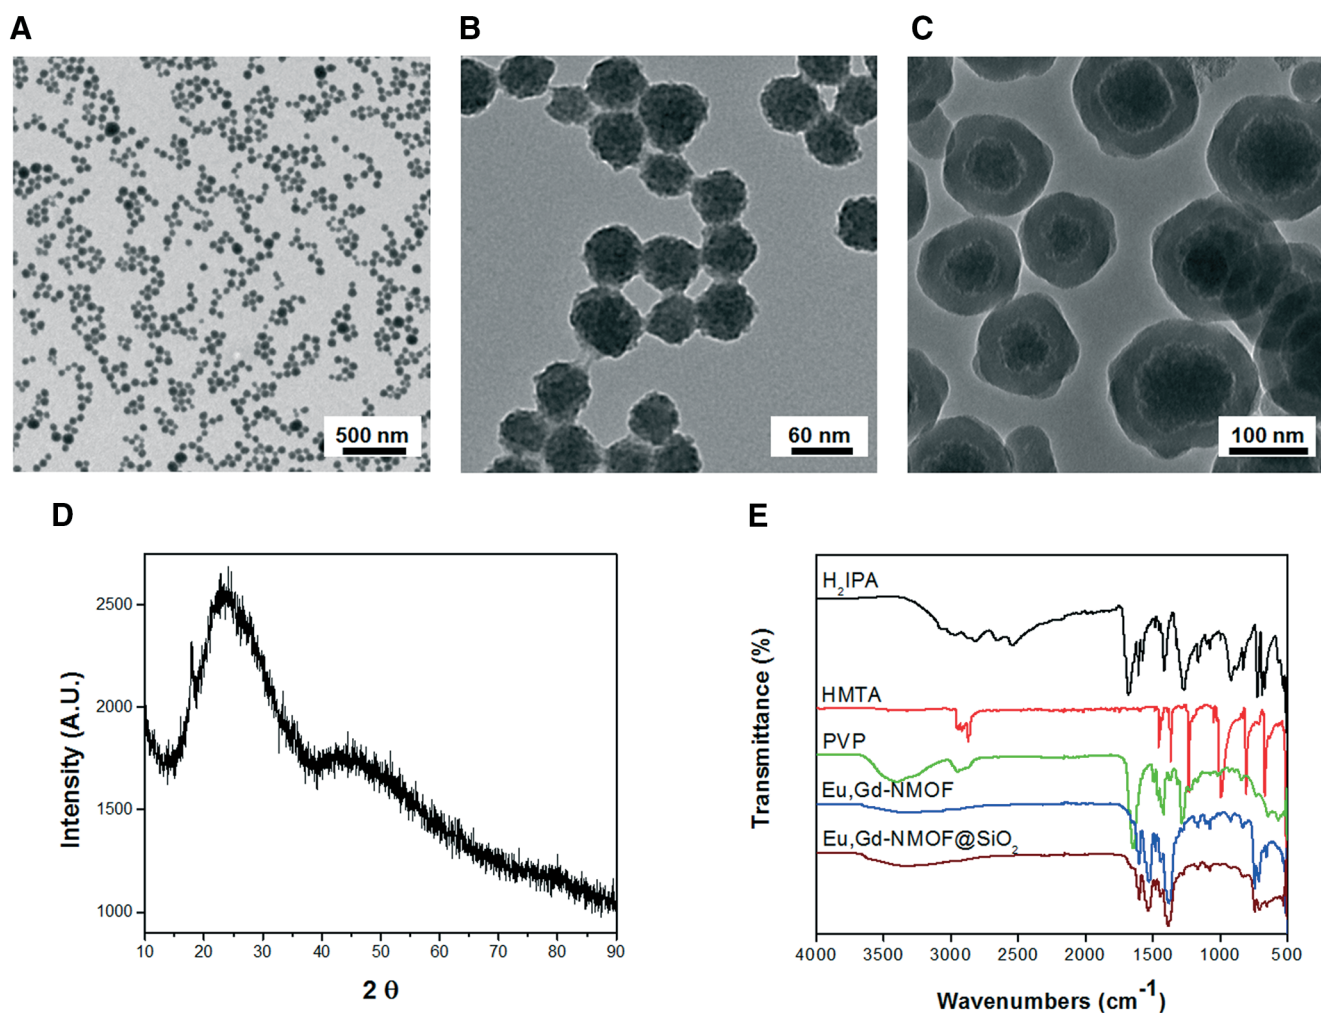 A
B
C
500 nm
60 nm
100 nm
D
E
Intensity (A.U.)
2500
2000
1500
1000
10 20 30 40 50 60 70 80 90
2 θ
Transmittance (%)
H₂IPA
HMTA
PVP
Eu,Gd-NMOF
Eu,Gd-NMOF@SiO₂
4000 3500 3000 2500 2000 1500 1000 500
Wavenumbers (cm⁻¹)